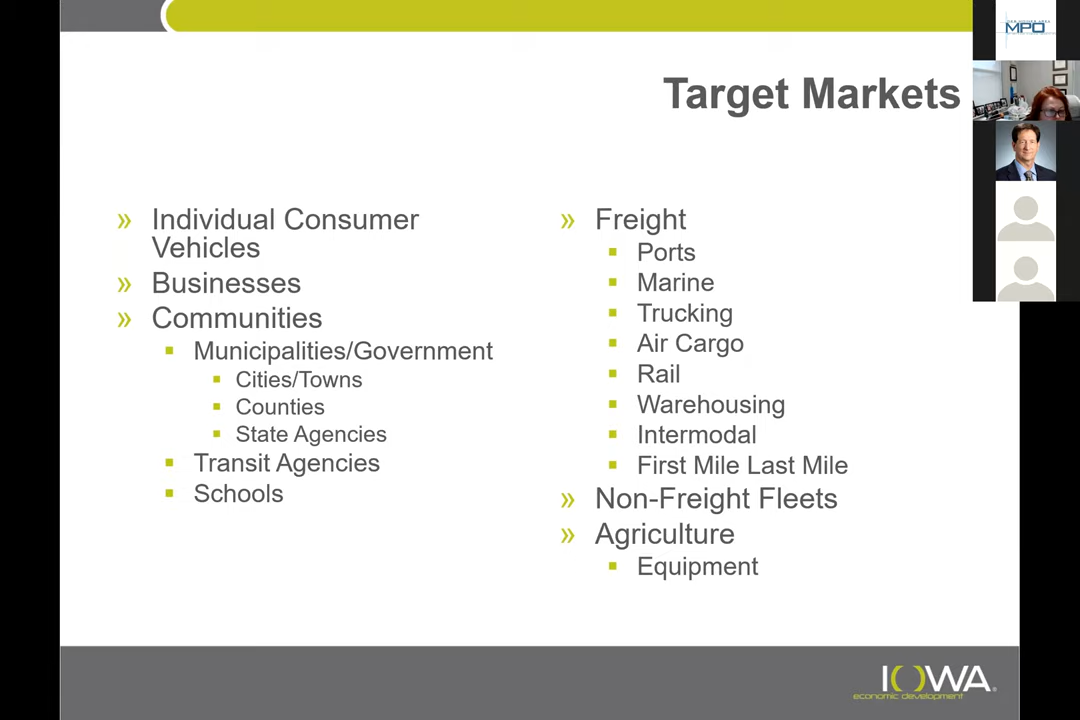 Target Markets
» Individual Consumer
Vehicles
» Businesses
» Communities
Municipalities/Government
Cities/Towns
Counties
State Agencies
Transit Agencies
Schools
» Freight
Ports
Marine
Trucking
Air Cargo
Rail
Warehousing
Intermodal
First Mile Last Mile
» Non-Freight Fleets
» Agriculture
Equipment
MPO
IOWA
economic development